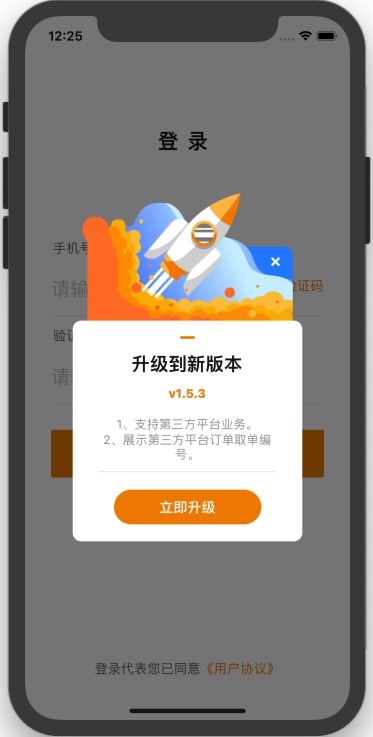 12:25
登 录
手机号
请输
验证码
验证
请
升级到新版本
v1.5.3
1、支持第三方平台业务。
2、展示第三方平台订单取单编
号。
立即升级
登录代表您已同意《用户协议》